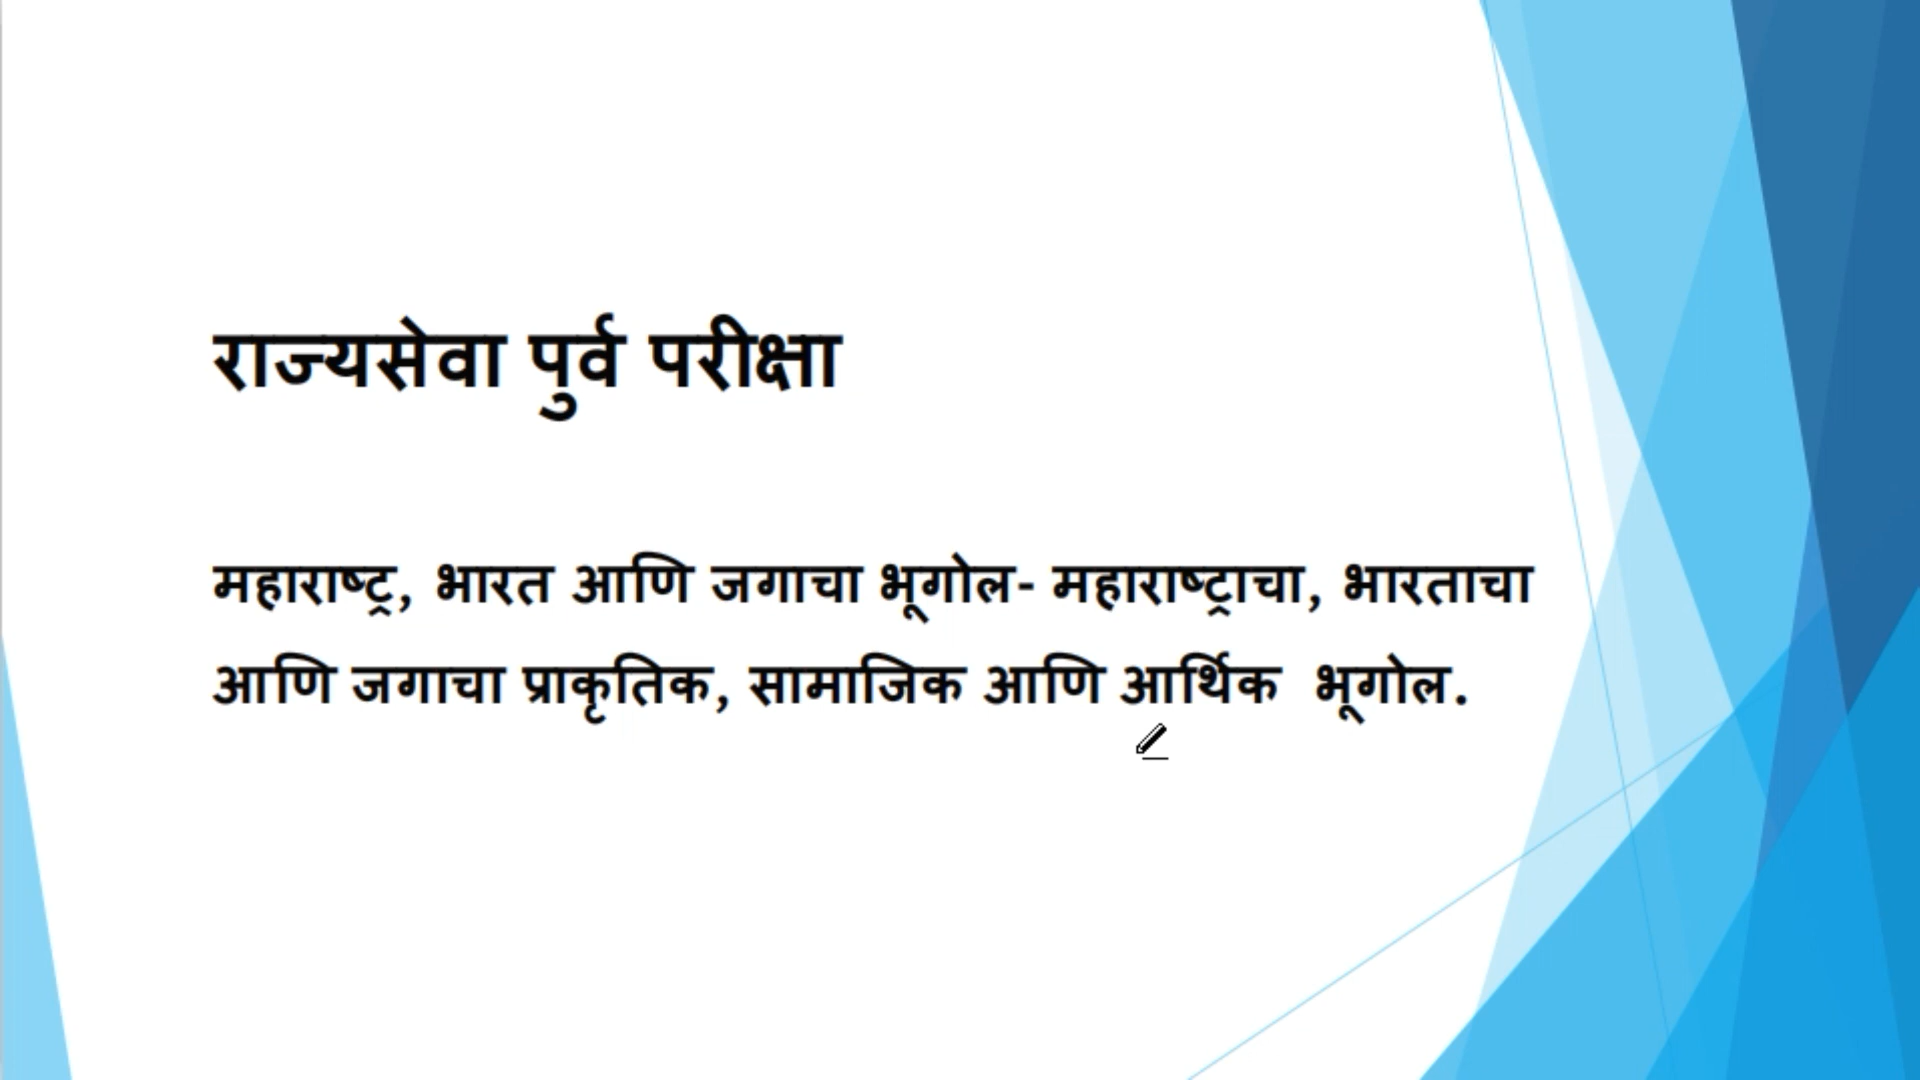 राज्यसेवा पुर्व परीक्षा
महाराष्ट्र, भारत आणि जगाचा भूगोल- महाराष्ट्राचा, भारताचा
आणि जगाचा प्राकृतिक, सामाजिक आणि आर्थिक  भूगोल.